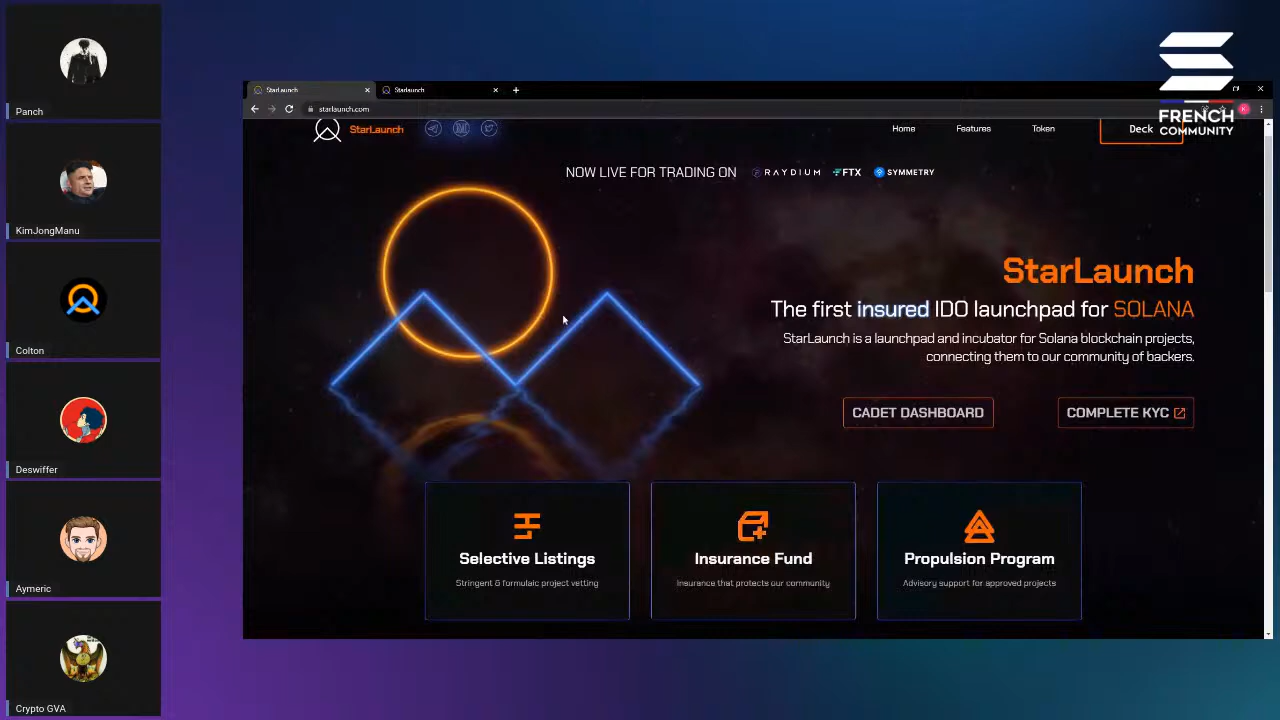 Panch
KimJongManu
Colton
Deswiffer
Aymeric
Crypto GVA
StarLaunch
StarLaunch
starlaunch.com
FRENCH
COMMUNITY
StarLaunch
Home
Features
Token
Deck
NOW LIVE FOR TRADING ON
RAYDIUM
FTX
SYMMETRY
StarLaunch
The first insured IDO launchpad for SOLANA
StarLaunch is a launchpad and incubator for Solana blockchain projects,
connecting them to our community of backers.
CADET DASHBOARD
COMPLETE KYC
Selective Listings
Stringent & formulaic project vetting
Insurance Fund
Insurance that protects our community
Propulsion Program
Advisory support for approved projects